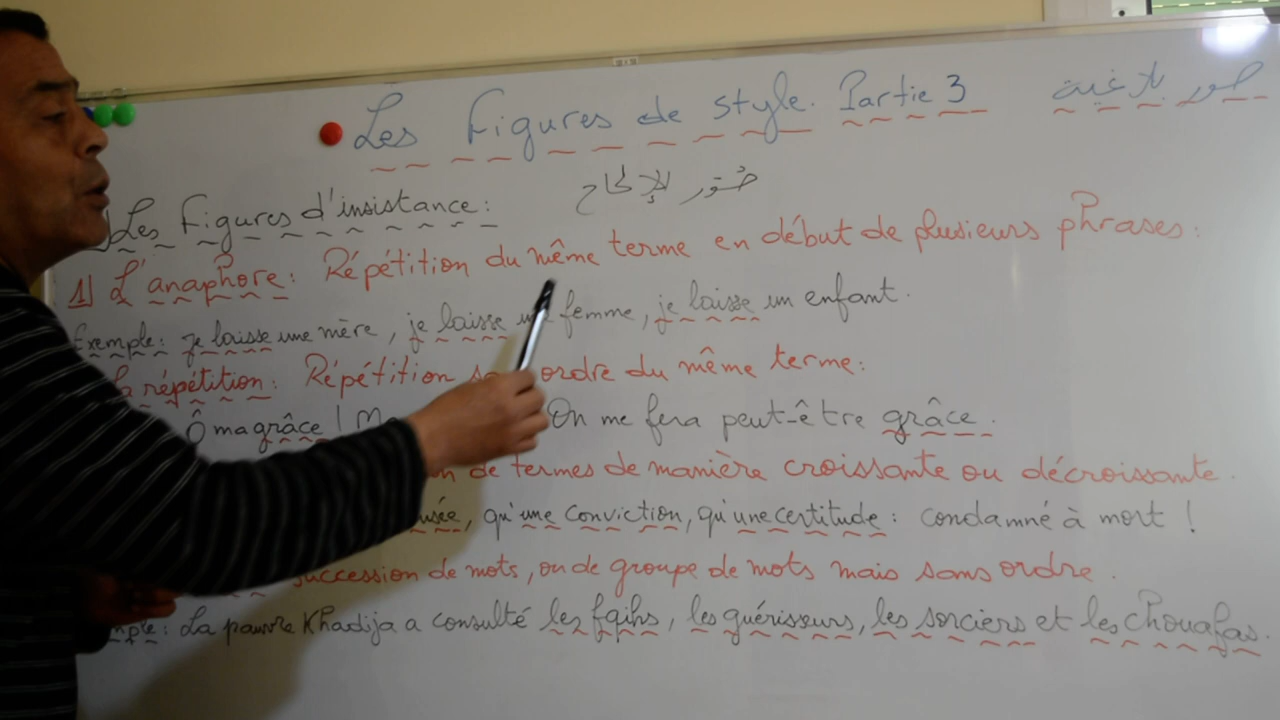 Les Figures de style. Partie 3 صور بلاغية
Les Figures d'insistance: صُوَر الإلحاح
1) L'anaphore: Répétition du même terme en début de plusieurs phrases:
Exemple: je laisse une mère, je laisse une femme, je laisse un enfant.
la répétition: Répétition sans ordre du même terme:
Ô ma grâce! On me fera peut-être grâce.
de termes de manière croissante ou décroissante.
qu'une conviction, qu'une certitude: condamné à mort!
succession de mots, ou de groupe de mots mais sans ordre.
La pauvre Khadija a consulté les fqihs, les guérisseurs, les sorciers et les chouafas.